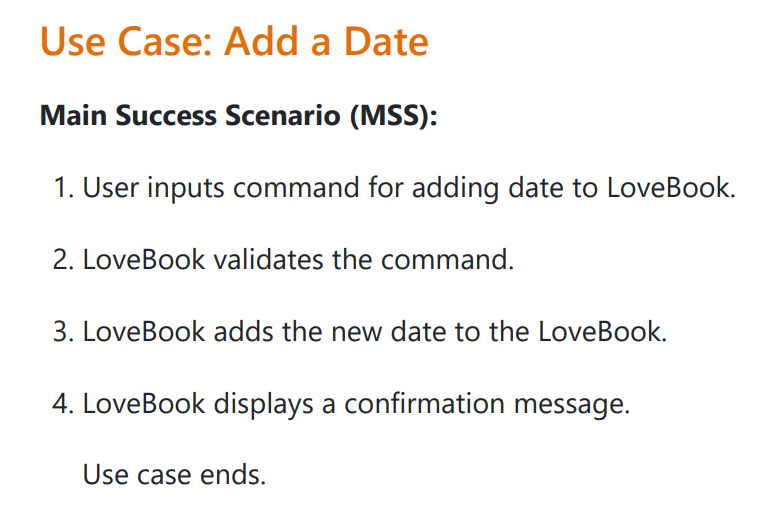 Use Case: Add a Date
Main Success Scenario (MSS):
1. User inputs command for adding date to LoveBook.
2. LoveBook validates the command.
3. LoveBook adds the new date to the LoveBook.
4. LoveBook displays a confirmation message.
Use case ends.